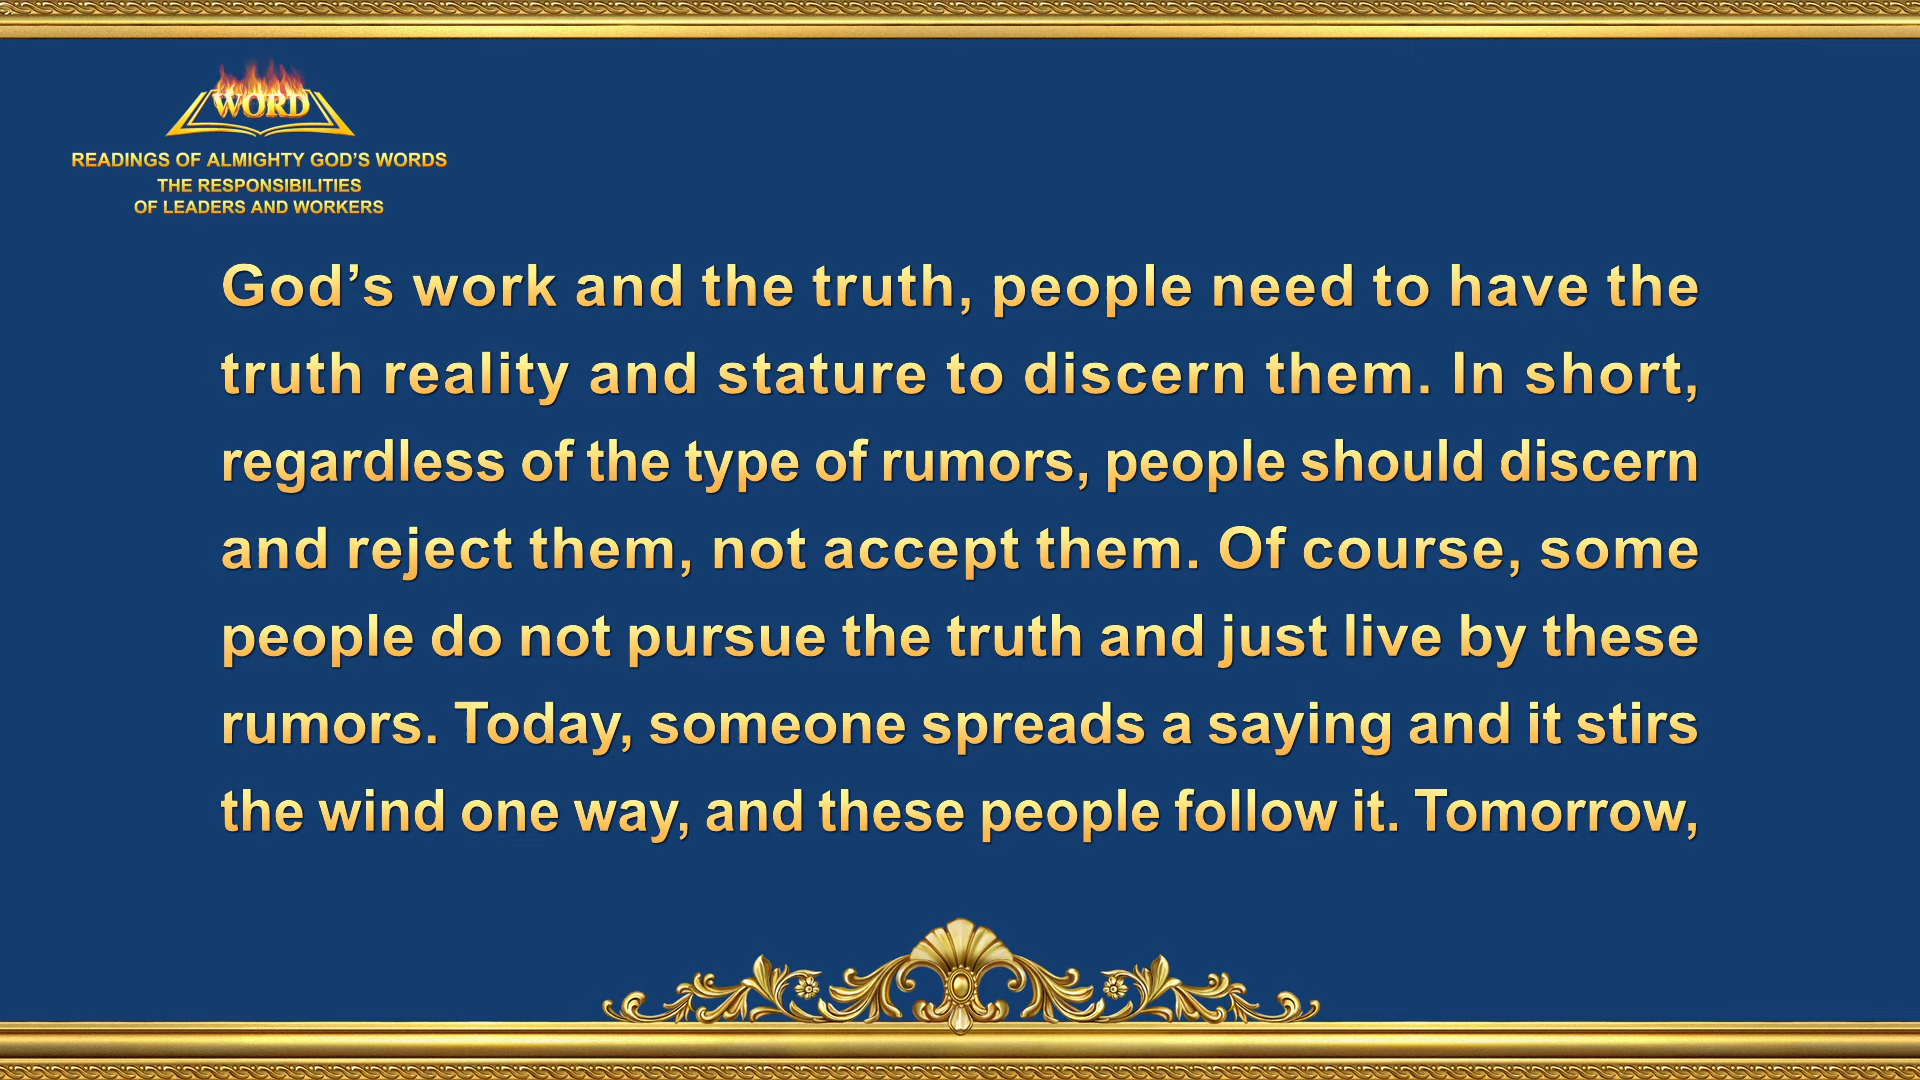 WORD
READINGS OF ALMIGHTY GOD’S WORDS
THE RESPONSIBILITIES
OF LEADERS AND WORKERS
God’s work and the truth, people need to have the
truth reality and stature to discern them. In short,
regardless of the type of rumors, people should discern
and reject them, not accept them. Of course, some
people do not pursue the truth and just live by these
rumors. Today, someone spreads a saying and it stirs
the wind one way, and these people follow it. Tomorrow,